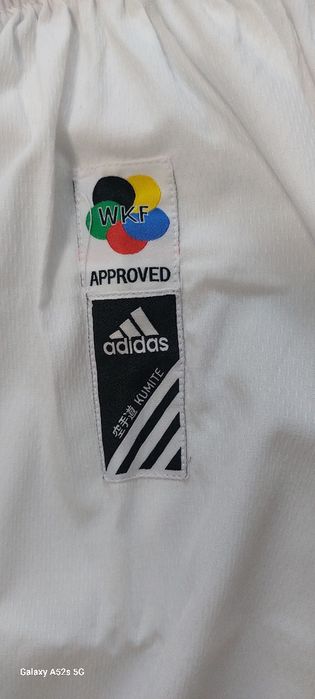 WKF
APPROVED
adidas
空手道 KUMITE
Galaxy A52s 5G